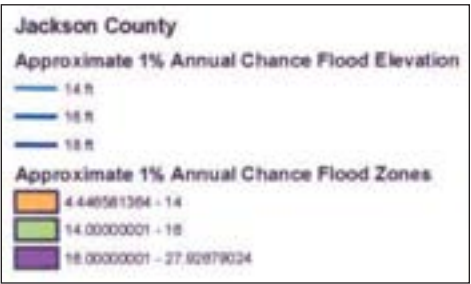 Jackson County
Approximate 1% Annual Chance Flood Elevation
14 ft
16 ft
18 ft
Approximate 1% Annual Chance Flood Zones
4.446581364 - 14
14.00000001 - 16
16.00000001 - 27.92879024